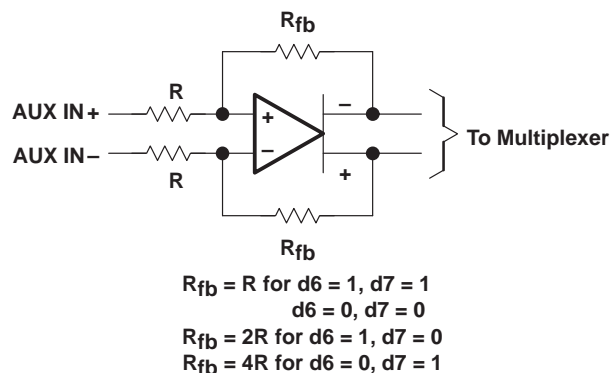 Rfb
R
AUX IN+
+
−
AUX IN−
−
+
To Multiplexer
R
Rfb
Rfb = R for d6 = 1, d7 = 1
d6 = 0, d7 = 0
Rfb = 2R for d6 = 1, d7 = 0
Rfb = 4R for d6 = 0, d7 = 1